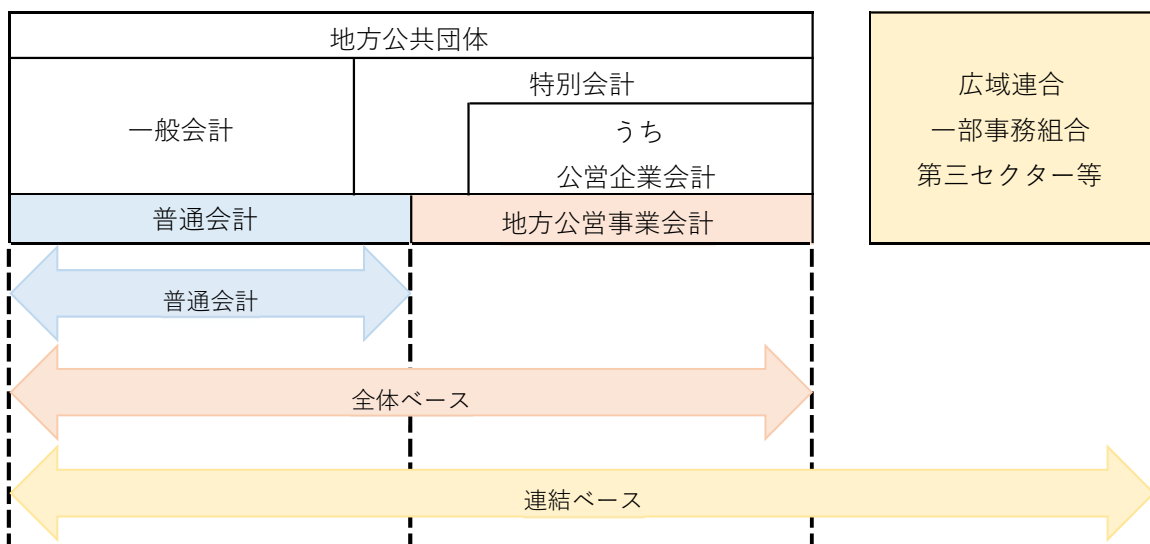 地方公共団体
一般会計
特別会計
うち
公営企業会計
普通会計
地方公営事業会計
広域連合
一部事務組合
第三セクター等
普通会計
全体ベース
連結ベース